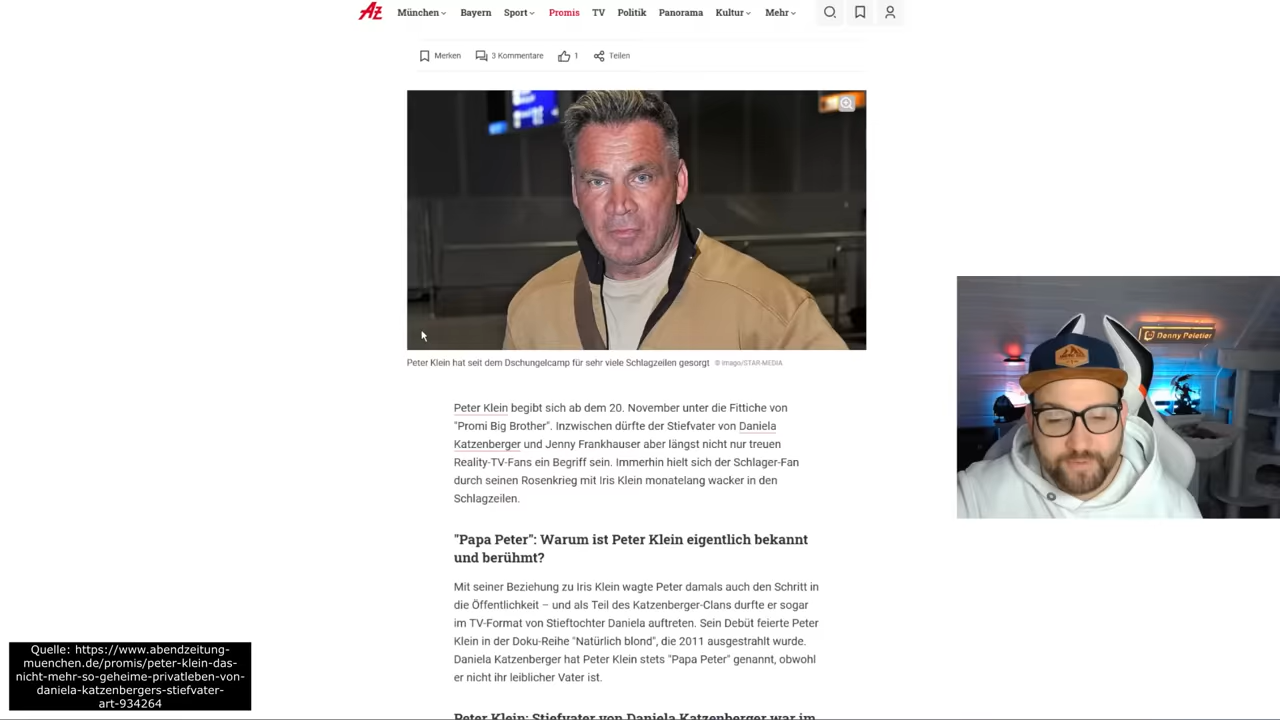 AZ München Bayern Sport Promis TV Politik Panorama Kultur Mehr
Merken 3 Kommentare 1 Teilen
Peter Klein hat seit dem Dschungelcamp für sehr viele Schlagzeilen gesorgt © imago/STAR-MEDIA
Danny Peletier
Peter Klein begibt sich ab dem 20. November unter die Fittiche von
"Promi Big Brother". Inzwischen dürfte der Stiefvater von Daniela
Katzenberger und Jenny Frankhauser aber längst nicht nur treuen
Reality-TV-Fans ein Begriff sein. Immerhin hielt sich der Schlager-Fan
durch seinen Rosenkrieg mit Iris Klein monatelang wacker in den
Schlagzeilen.
"Papa Peter": Warum ist Peter Klein eigentlich bekannt
und berühmt?
Mit seiner Beziehung zu Iris Klein wagte Peter damals auch den Schritt in
die Öffentlichkeit – und als Teil des Katzenberger-Clans durfte er sogar
im TV-Format von Stieftochter Daniela auftreten. Sein Debüt feierte Peter
Klein in der Doku-Reihe "Natürlich blond", die 2011 ausgestrahlt wurde.
Daniela Katzenberger hat Peter Klein stets "Papa Peter" genannt, obwohl
er nicht ihr leiblicher Vater ist.
Peter Klein: Stiefvater von Daniela Katzenberger war im
Quelle: https://www.abendzeitung-
muenchen.de/promis/peter-klein-das-
nicht-mehr-so-geheime-privatleben-von-
daniela-katzenbergers-stiefvater-
art-934264